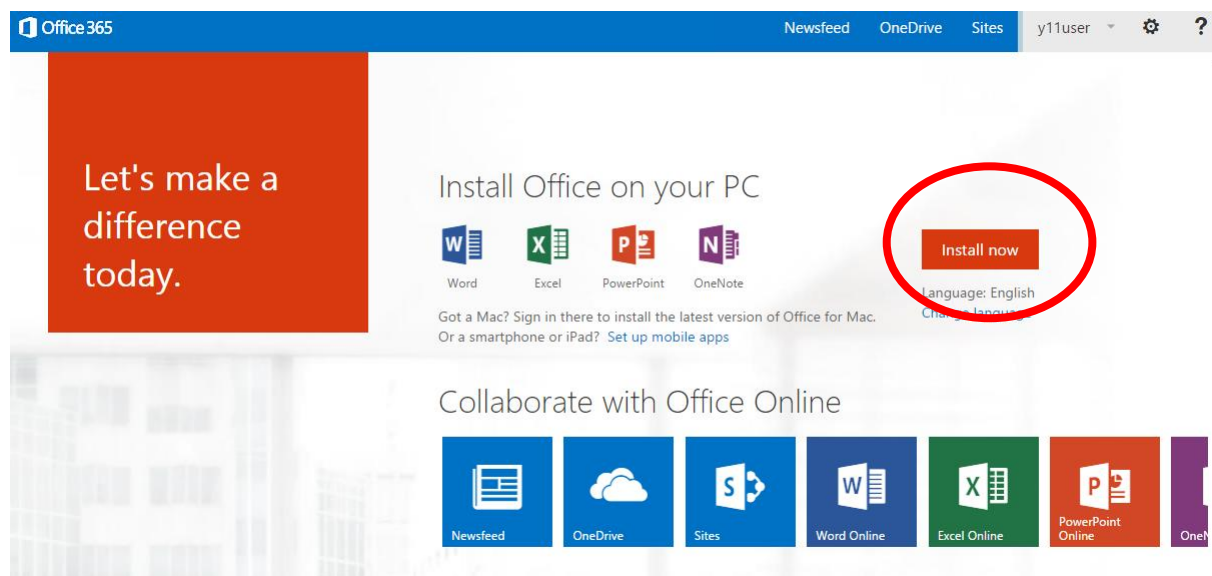 Office 365
Newsfeed OneDrive Sites y11user ?
Let's make a
difference
today.
Install Office on your PC
Word Excel PowerPoint OneNote
Got a Mac? Sign in there to install the latest version of Office for Mac.
Or a smartphone or iPad? Set up mobile apps
Install now
Language: English
Change language
Collaborate with Office Online
Newsfeed
OneDrive
Sites
Word Online
Excel Online
PowerPoint
Online